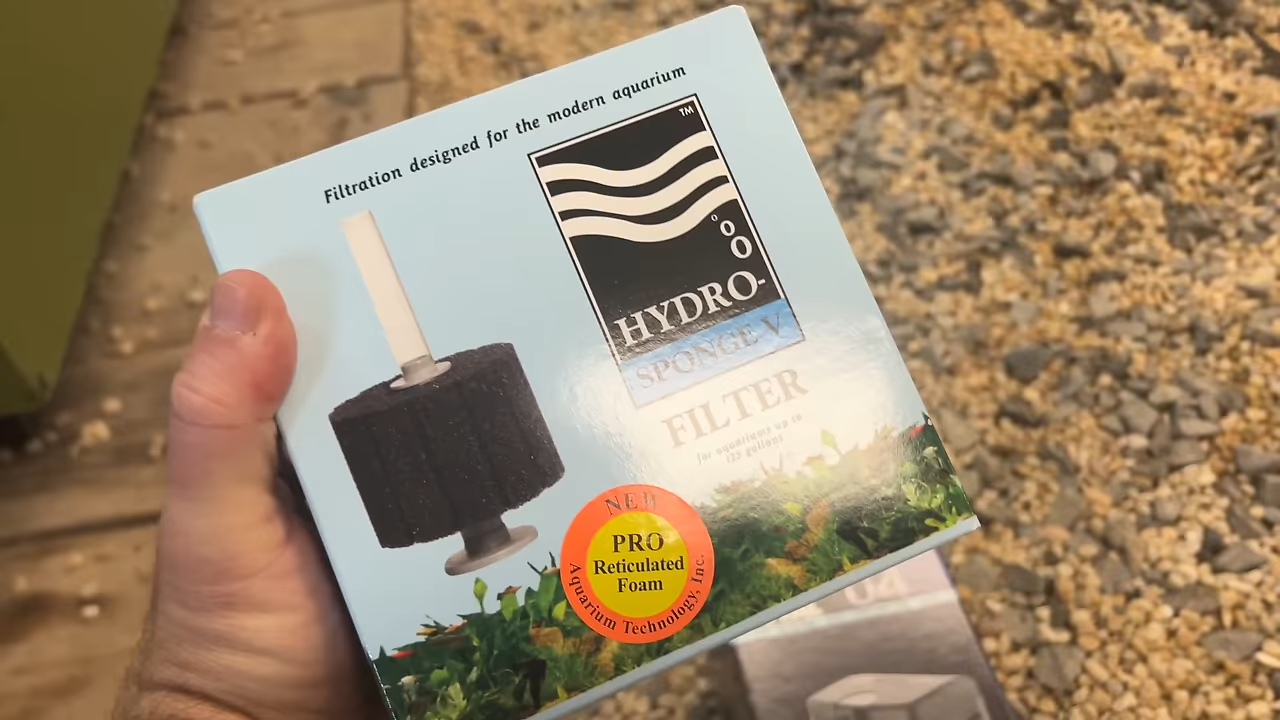 Filtration designed for the modern aquarium
TM
HYDRO-
SPONGE V
FILTER
for aquariums up to
125 gallons
NEW
PRO
Reticulated
Foam
Aquarium Technology, Inc.
04